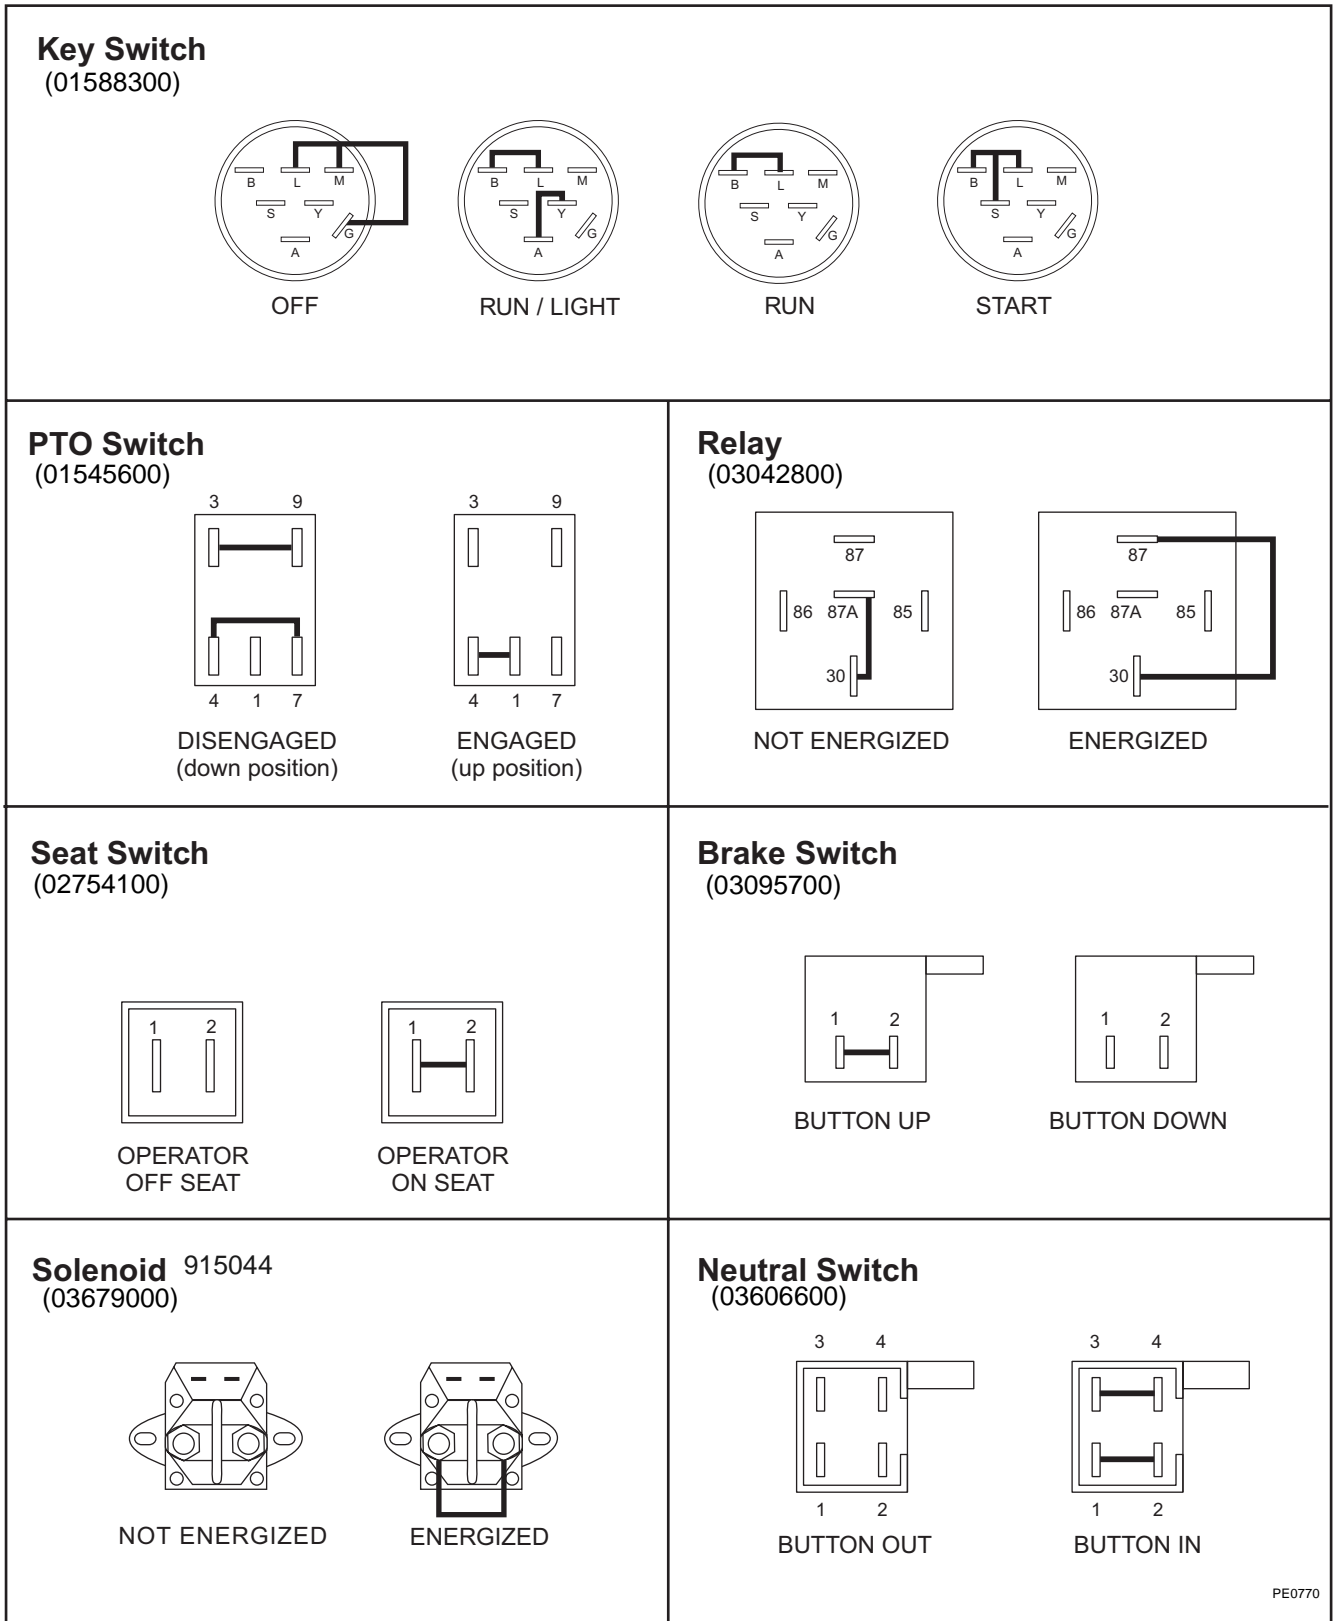 Key Switch
(01588300)
B L M
S Y
G
A
B L M
S Y
G
A
B L M
S Y
G
A
B L M
S Y
G
A
OFF
RUN / LIGHT
RUN
START
PTO Switch
(01545600)
3 9
4 1 7
DISENGAGED
(down position)
3 9
4 1 7
ENGAGED
(up position)
Relay
(03042800)
87
86 87A 85
30
NOT ENERGIZED
87
86 87A 85
30
ENERGIZED
Seat Switch
(02754100)
1 2
OPERATOR
OFF SEAT
1 2
OPERATOR
ON SEAT
Brake Switch
(03095700)
1 2
BUTTON UP
1 2
BUTTON DOWN
Solenoid 915044
(03679000)
NOT ENERGIZED
ENERGIZED
Neutral Switch
(03606600)
3 4
1 2
BUTTON OUT
3 4
1 2
BUTTON IN
PE0770